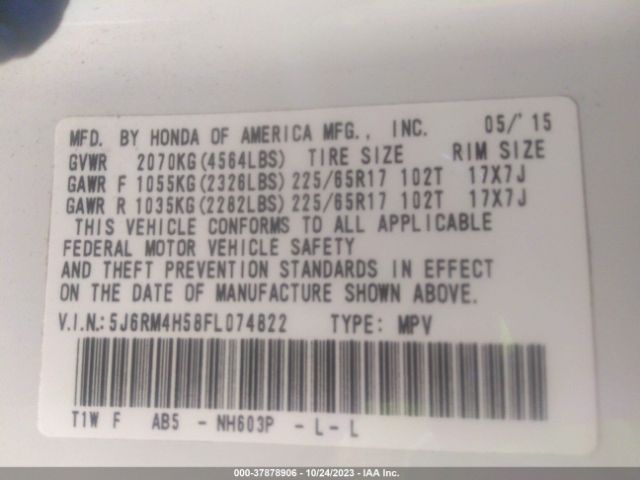 MFD. BY HONDA OF AMERICA MFG., INC. 05/'15
GVWR 2070KG(4564LBS) TIRE SIZE RIM SIZE
GAWR F 1055KG(2326LBS) 225/65R17 102T 17X7J
GAWR R 1035KG(2282LBS) 225/65R17 102T 17X7J
THIS VEHICLE CONFORMS TO ALL APPLICABLE
FEDERAL MOTOR VEHICLE SAFETY
AND THEFT PREVENTION STANDARDS IN EFFECT
ON THE DATE OF MANUFACTURE SHOWN ABOVE.
V.I.N.: 5J6RM4H58FL074822 TYPE: MPV
T1W F AB5 - NH603P - L - L
000-37878906 - 10/24/2023 - IAA Inc.